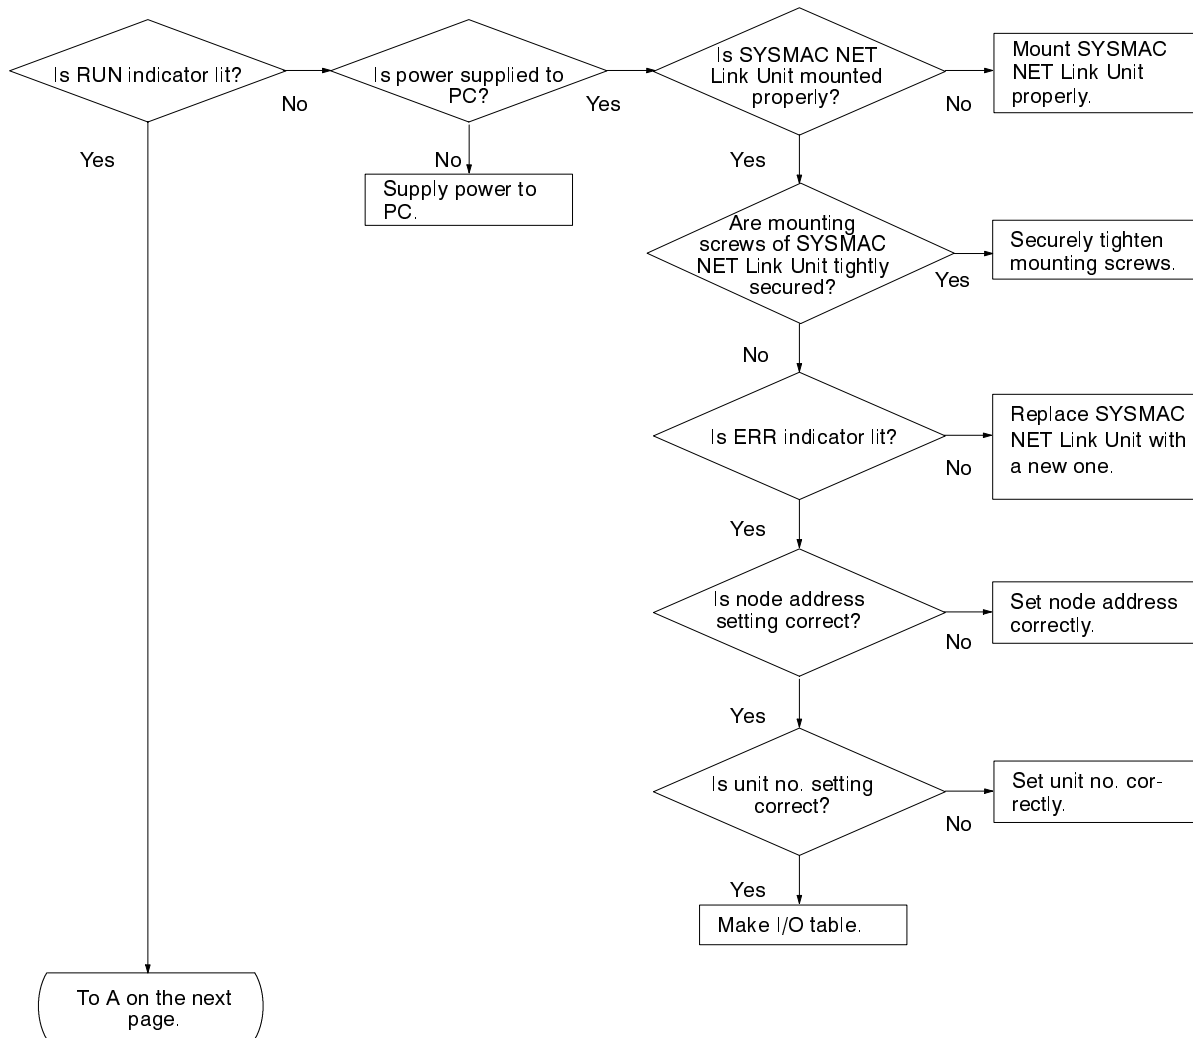 Is RUN indicator lit?
No
Yes
Is power supplied to
PC?
Yes
No
Supply power to
PC.
Is SYSMAC NET
Link Unit mounted
properly?
No
Mount SYSMAC
NET Link Unit
properly.
Yes
Are mounting
screws of SYSMAC
NET Link Unit tightly
secured?
Yes
Securely tighten
mounting screws.
No
Is ERR indicator lit?
No
Replace SYSMAC
NET Link Unit with
a new one.
Yes
Is node address
setting correct?
No
Set node address
correctly.
Yes
Is unit no. setting
correct?
No
Set unit no. cor-
rectly.
Yes
Make I/O table.
To A on the next
page.